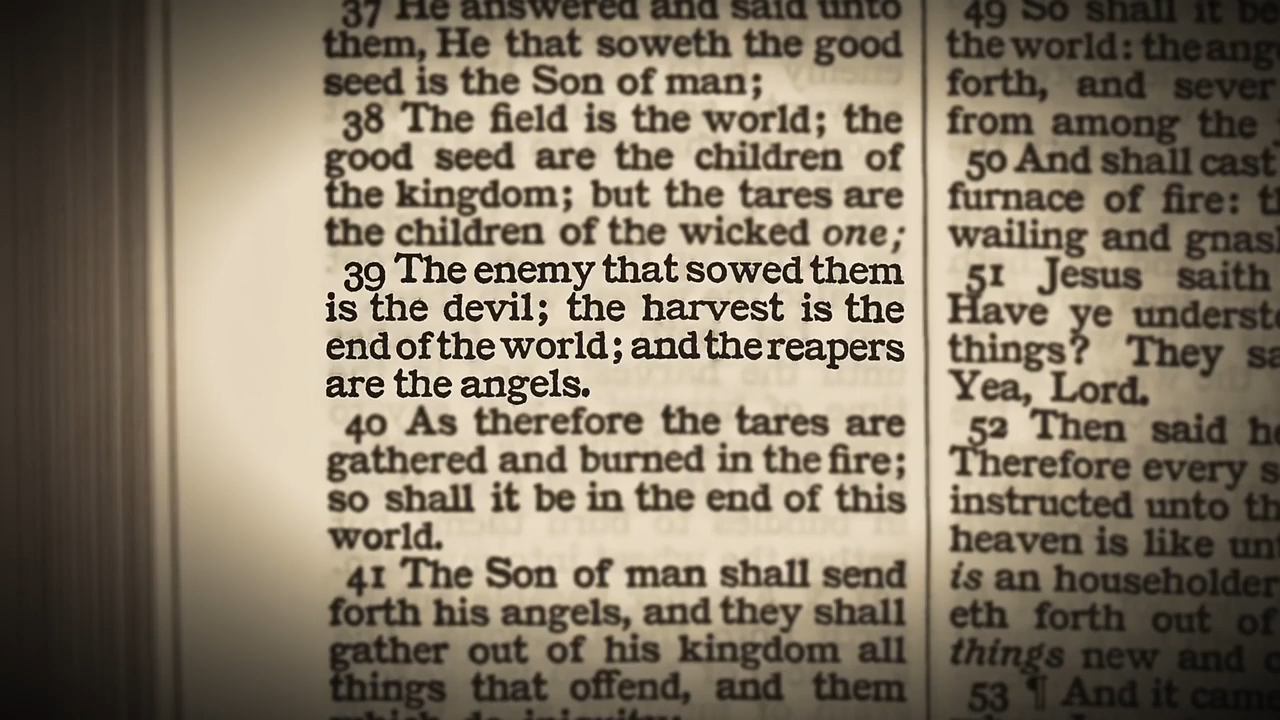 37 He answered and said unto
them, He that soweth the good
seed is the Son of man;
38 The field is the world; the
good seed are the children of
the kingdom; but the tares are
the children of the wicked one;
39 The enemy that sowed them
is the devil; the harvest is the
end of the world; and the reapers
are the angels.
40 As therefore the tares are
gathered and burned in the fire;
so shall it be in the end of this
world.
41 The Son of man shall send
forth his angels, and they shall
gather out of his kingdom all
things that offend, and them
49 So shall it be
the world: the
forth, and
from among the
50 And shall cast
furnace of fire:
wailing and
51 Jesus saith
Have ye
things? They
Yea, Lord.
52 Then said
Therefore every
instructed unto
heaven is like
is an householder
eth forth out of
things new and
53 ¶ And it came